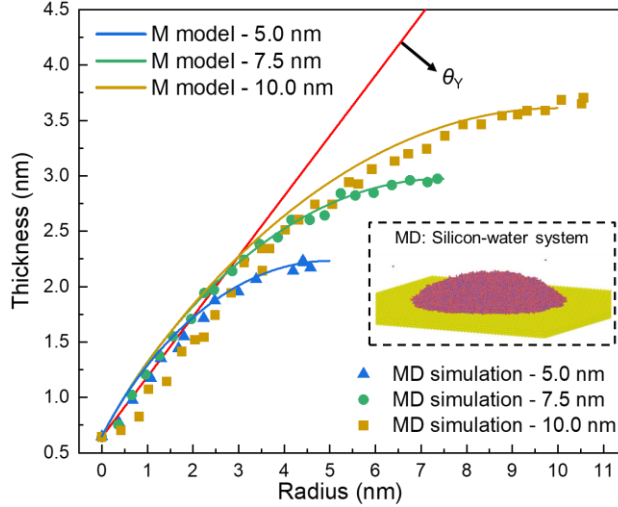 M model - 5.0 nm
M model - 7.5 nm
M model - 10.0 nm
θY
Thickness (nm)
4.5
4.0
3.5
3.0
2.5
2.0
1.5
1.0
0.5
MD: Silicon-water system
MD simulation - 5.0 nm
MD simulation - 7.5 nm
MD simulation - 10.0 nm
0 1 2 3 4 5 6 7 8 9 10 11
Radius (nm)